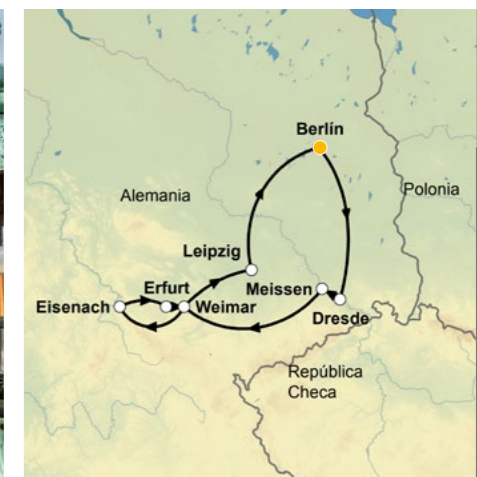 Berlín
Alemania
Polonia
Leipzig
Erfurt
Meissen
Eisenach
Weimar
Dresde
República
Checa